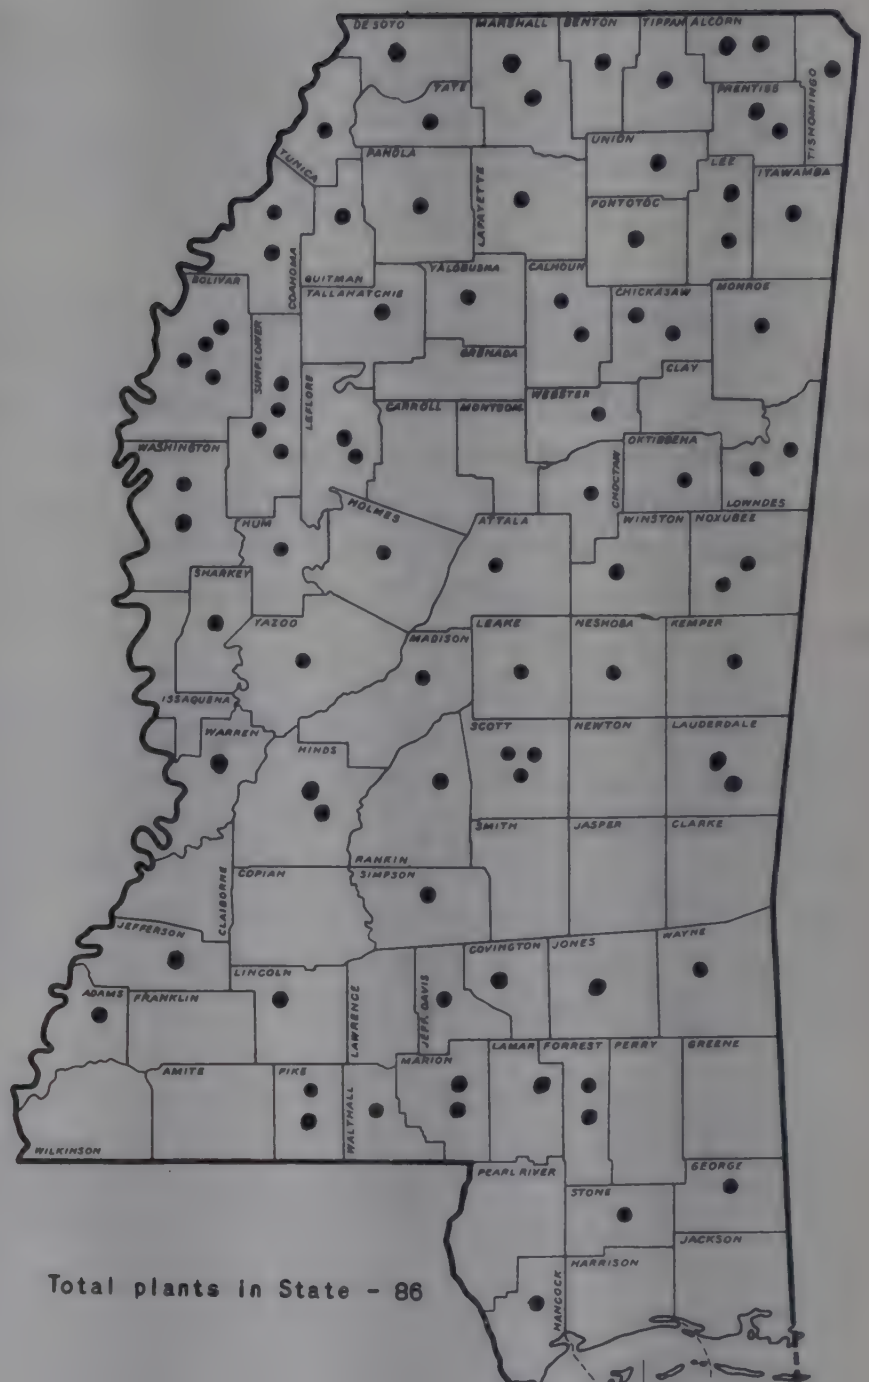 DE SOTO
MARSHALL
BENTON
TIPPAH
ALCORN
TISHOMINGO
TATE
PRENTISS
TUNICA
PANOLA
LAFAYETTE
UNION
LEE
ITAWAMBA
PONTOTOC
COAHOMA
QUITMAN
BOLIVAR
TALLAHATCHIE
YALOBUSHA
CALHOUN
CHICKASAW
MONROE
SUNFLOWER
LEFLORE
GRENADA
CLAY
CARROLL
MONTGOM.
WEBSTER
WASHINGTON
CHOCTAW
OKTIBBEHA
LOWNDES
HUM
HOLMES
ATTALA
WINSTON
NOXUBEE
SHARKEY
YAZOO
MADISON
LEAKE
NESHOBA
KEMPER
ISSAQUENA
WARREN
HINDS
SCOTT
NEWTON
LAUDERDALE
RANKIN
SMITH
JASPER
CLARKE
CLAIBORNE
COPIAH
SIMPSON
JEFFERSON
LINCOLN
LAWRENCE
JEFF. DAVIS
COVINGTON
JONES
WAYNE
ADAMS
FRANKLIN
WILKINSON
AMITE
PIKE
WALTHALL
MARION
LAMAR
FORREST
PERRY
GREENE
PEARL RIVER
STONE
GEORGE
HANCOCK
HARRISON
JACKSON
Total plants in State - 86